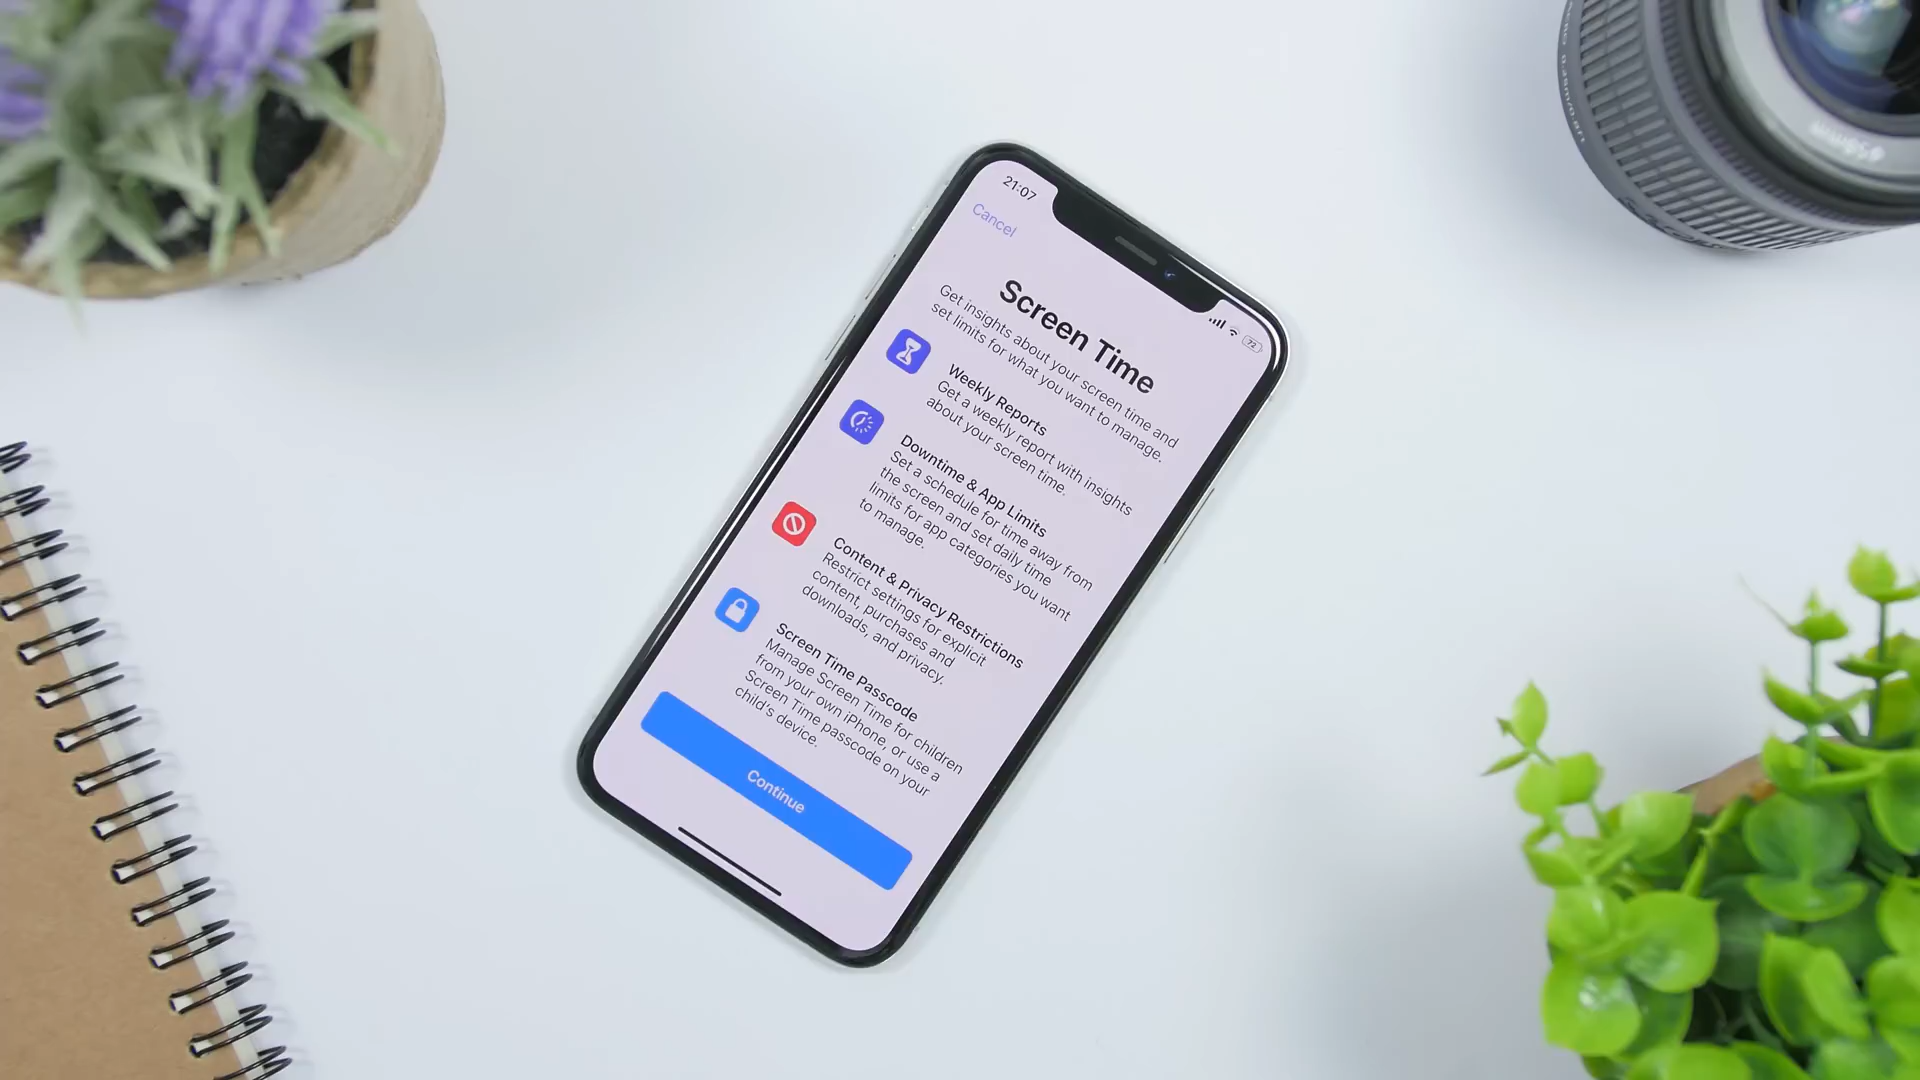 21:07
72
Cancel
Screen Time
Get insights about your screen time and
set limits for what you want to manage.
Weekly Reports
Get a weekly report with insights
about your screen time.
Downtime & App Limits
Set a schedule for time away from
the screen and set daily time
limits for app categories you want
to manage.
Content & Privacy Restrictions
Restrict settings for explicit
content, purchases and
downloads, and privacy.
Screen Time Passcode
Manage Screen Time for children
from your own iPhone, or use a
Screen Time passcode on your
child's device.
Continue